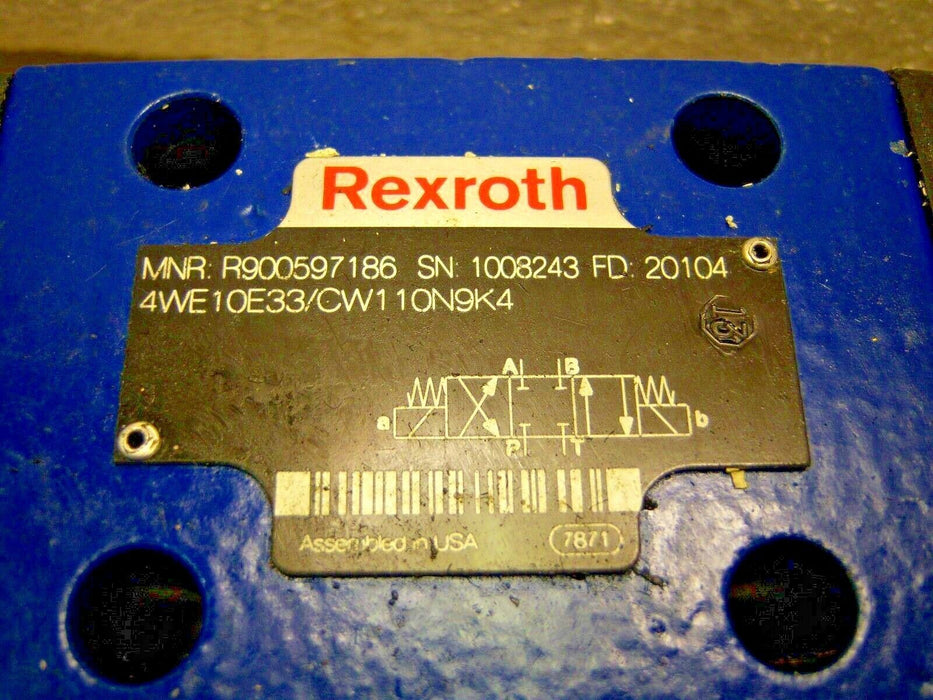 Rexroth
MNR: R900597186 SN: 1008243 FD: 20104
4WE10E33/CW110N9K4
A B
a b
P T
Assembled in USA 7871